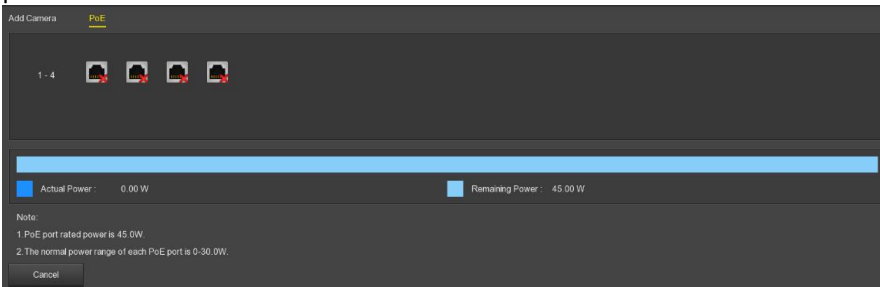 Add Camera PoE
1 - 4
Actual Power : 0.00 W Remaining Power : 45.00 W
Note:
1.PoE port rated power is 45.0W.
2.The normal power range of each PoE port is 0-30.0W.
Cancel